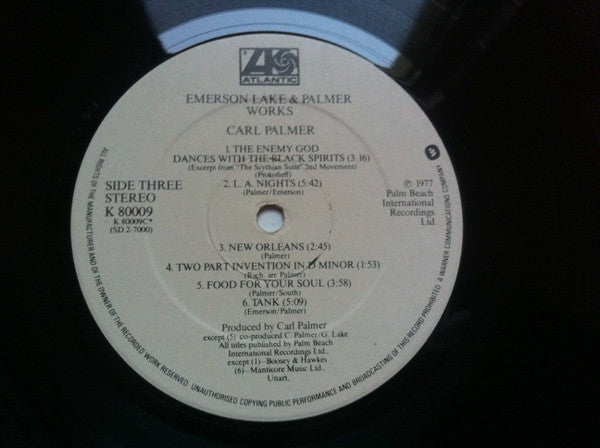 ATLANTIC
EMERSON LAKE & PALMER
WORKS
CARL PALMER
1 THE ENEMY GOD
DANCES WITH THE BLACK SPIRITS (3:16)
(Excerpt from "The Scythian Suite" 2nd Movement)
(Prokofieff)
2. L. A. NIGHTS (5:42)
(Palmer/Emerson)
SIDE THREE
STEREO
K 80009
K 80009C*
(SD 2-7000)
℗ 1977
Palm Beach
International
Recordings
Ltd.
3. NEW ORLEANS (2:45)
(Palmer)
4. TWO PART INVENTION IN D MINOR (1:53)
(Bach, arr Palmer)
5. FOOD FOR YOUR SOUL (3:58)
(Palmer/South)
6. TANK (5:09)
(Emerson/Palmer)
Produced by Carl Palmer
except (5) co-produced C. Palmer/G. Lake
All titles published by Palm Beach
International Recordings Ltd.,
except (1)–Boosey & Hawkes
(6)–Manticore Music Ltd.,
Unart.
ALL RIGHTS OF THE MANUFACTURER AND OF THE OWNER OF THE RECORDED WORK RESERVED UNAUTHORISED COPYING PUBLIC PERFORMANCE AND BROADCASTING OF THIS RECORD PROHIBITED A WARNER COMMUNICATIONS COMPANY